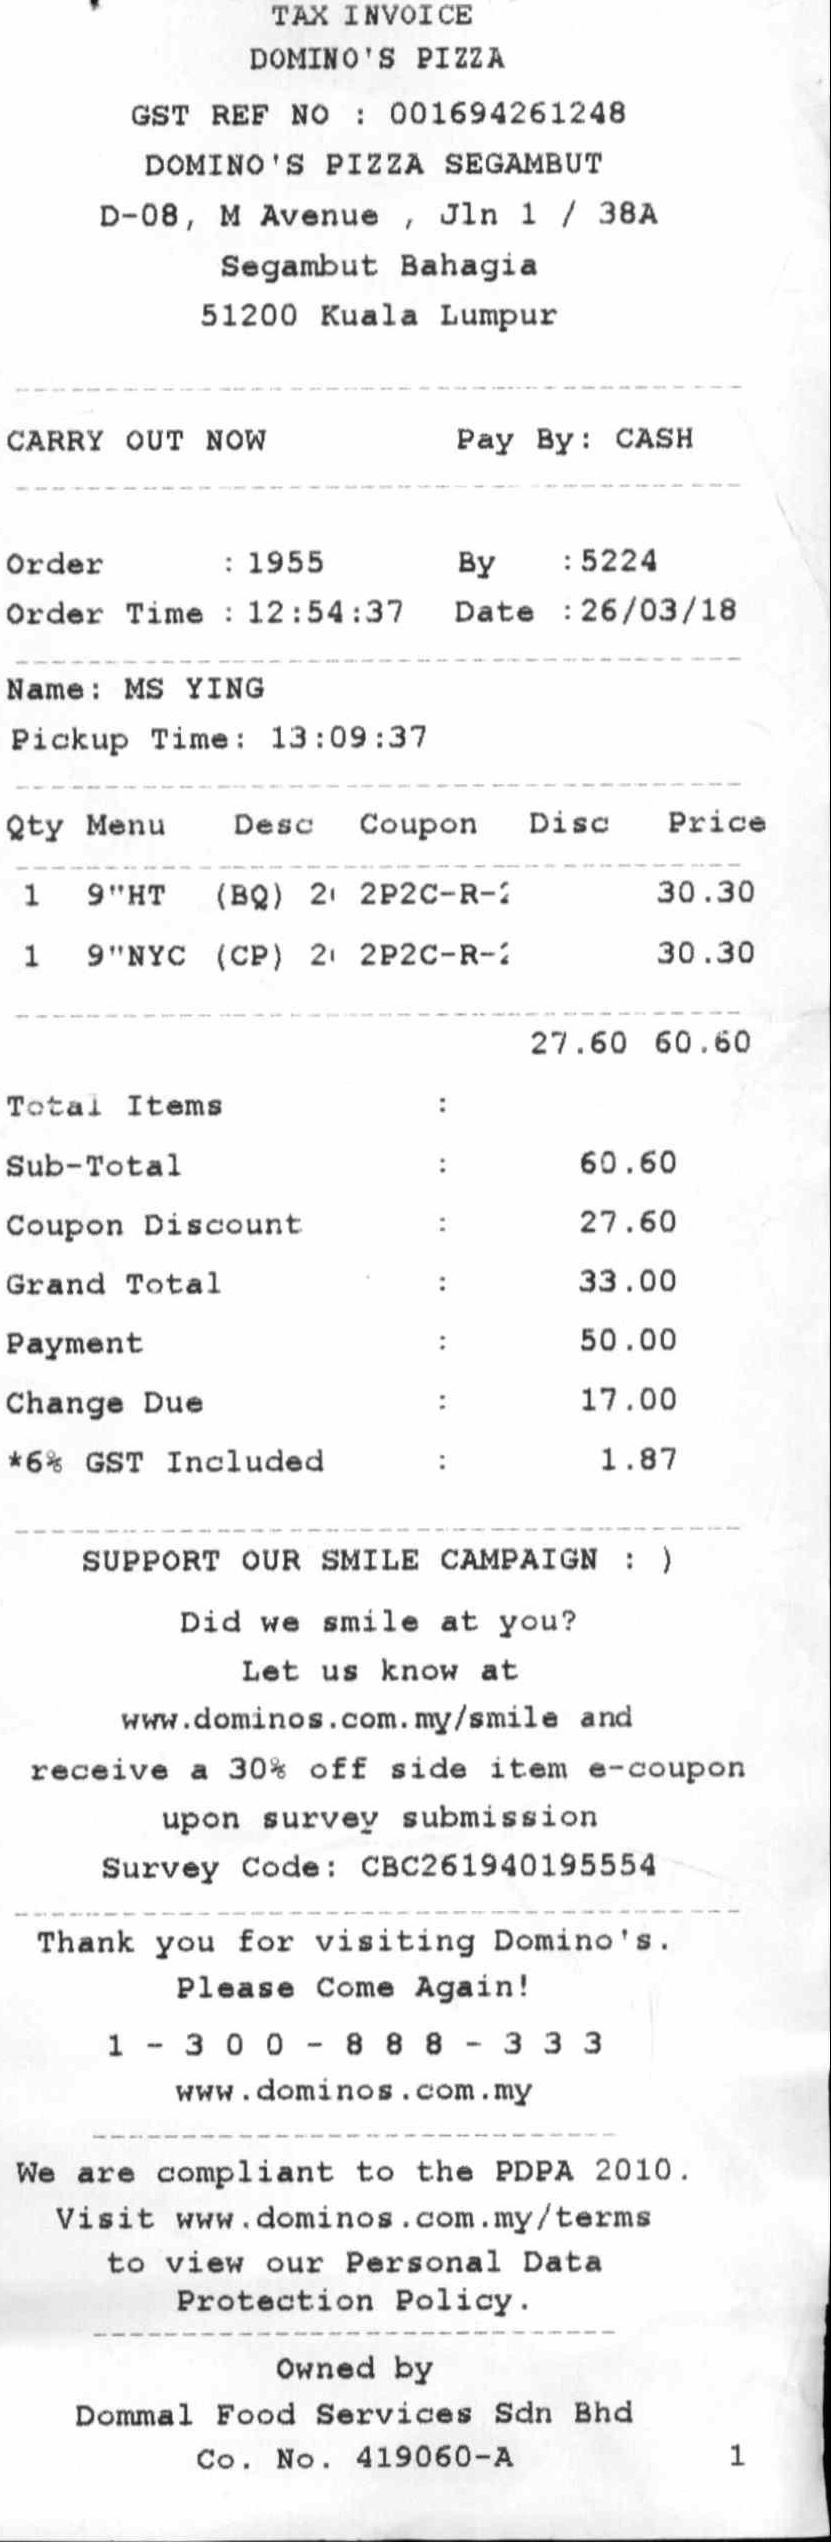 TAX INVOICE
DOMINO'S PIZZA
GST REF NO : 001694261248
DOMINO'S PIZZA SEGAMBUT
D-08, M Avenue , Jln 1 / 38A
Segambut Bahagia
51200 Kuala Lumpur
CARRY OUT NOW Pay By: CASH
Order : 1955 By :5224
Order Time : 12:54:37 Date :26/03/18
Name: MS YING
Pickup Time: 13:09:37
Qty Menu Desc Coupon Disc Price
1 9"HT (BQ) 2P2C-R- 30.30
1 9"NYC (CP) 2P2C-R- 30.30
27.60 60.60
Total Items :
Sub-Total : 60.60
Coupon Discount : 27.60
Grand Total : 33.00
Payment : 50.00
Change Due : 17.00
*6% GST Included : 1.87
SUPPORT OUR SMILE CAMPAIGN : )
Did we smile at you?
Let us know at
www.dominos.com.my/smile and
receive a 30% off side item e-coupon
upon survey submission
Survey Code: CBC261940195554
Thank you for visiting Domino's.
Please Come Again!
1 - 3 0 0 - 8 8 8 - 3 3 3
www.dominos.com.my
We are compliant to the PDPA 2010.
Visit www.dominos.com.my/terms
to view our Personal Data
Protection Policy.
Owned by
Dommal Food Services Sdn Bhd
Co. No. 419060-A 1